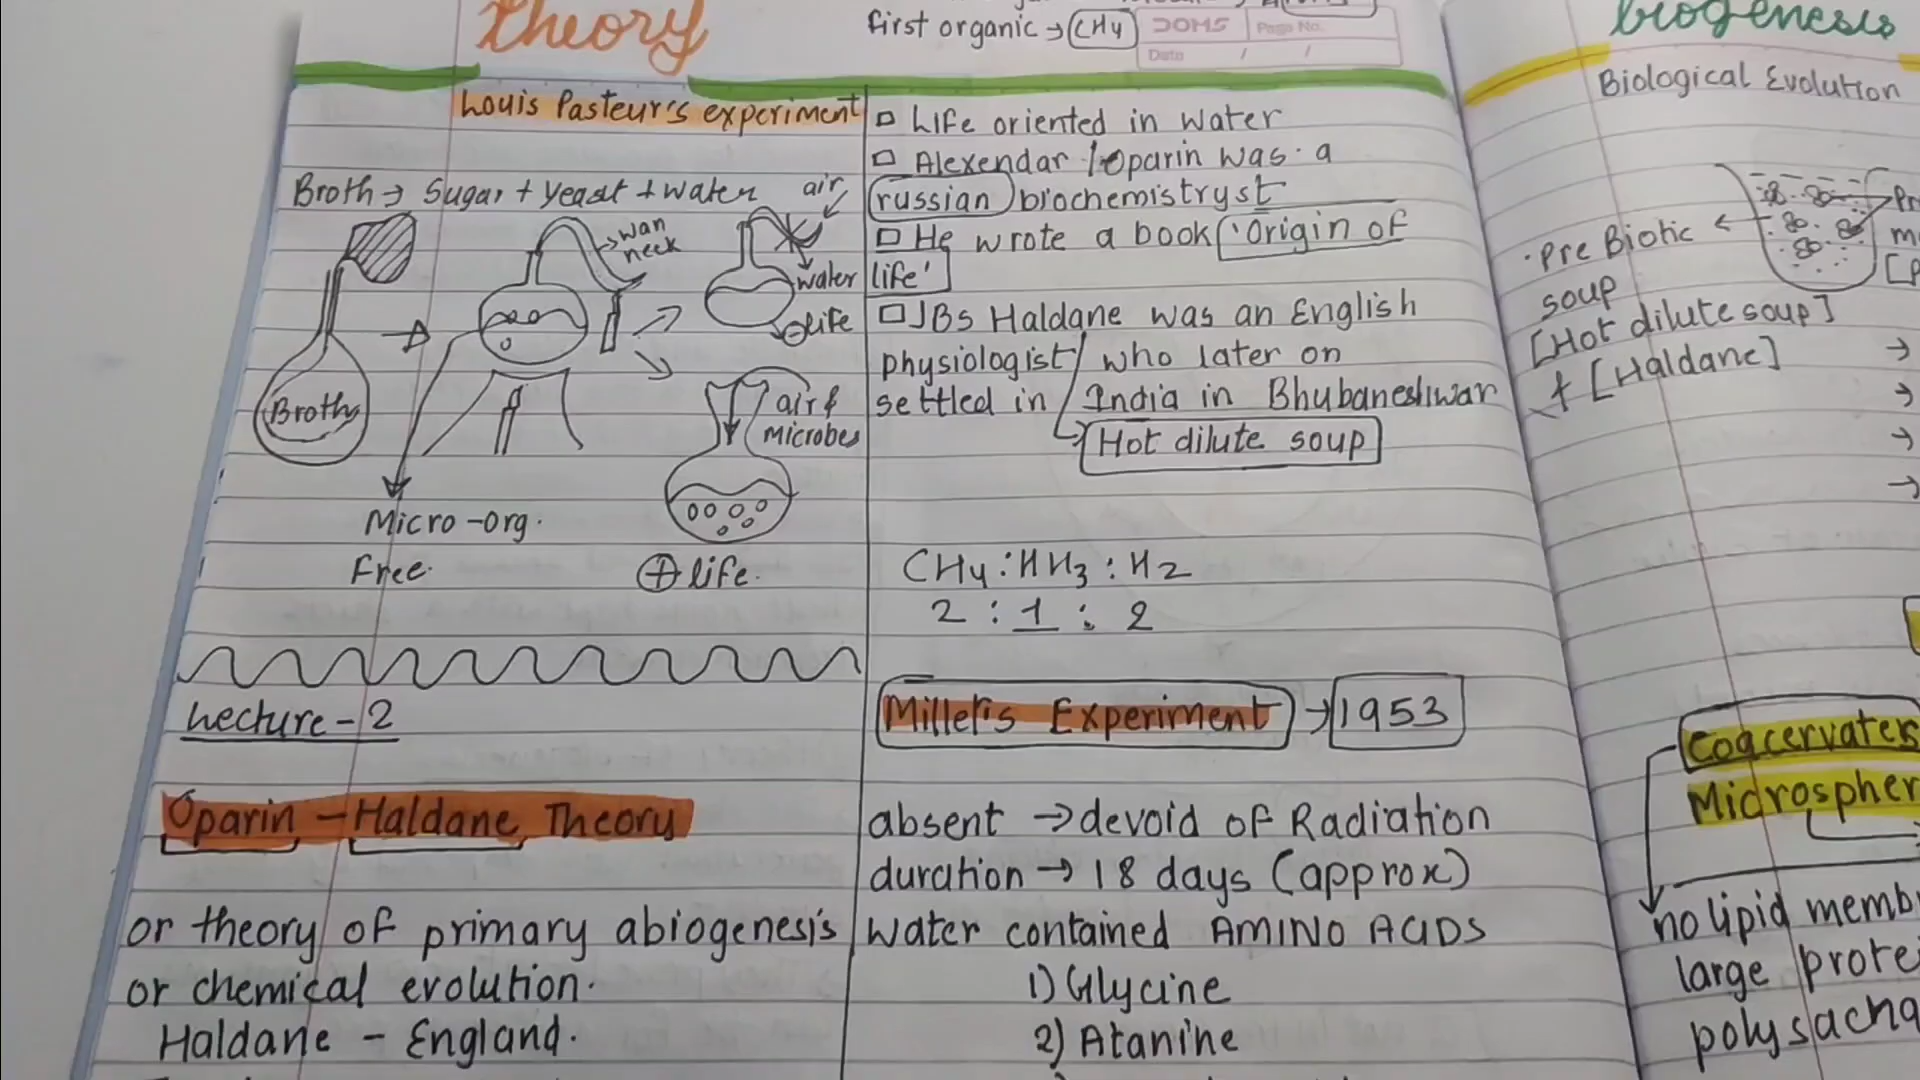 theory
First organic → CH4
DOMS
Page No.
Date / /
Louis Pasteur's experiment
Broth → Sugar + Yeast + Water
air
wan
neck
water
⊖life
Broth
air &
Microbes
Micro-org.
Free.
⊕ life.
Lecture - 2
Oparin - Haldane Theory
or theory of primary abiogenesis
or chemical evolution.
Haldane - England.
□ Life oriented in water
□ Alexendar / Oparin was a
russian biochemistryst
□ He wrote a book 'Origin of
life'
□ JBS Haldane was an English
physiologist who later on
settled in India in Bhubaneshwar
Hot dilute soup
CH4 : HH3 : H2
2 : 1 : 2
Miller's Experiment → 1953
absent → devoid of Radiation
duration → 18 days (approx)
Water contained AMINO ACIDS
1) Glycine
2) Atanine
biogenesis
Biological Evolution
Pre Biotic ←
soup
[Hot dilute soup]
+ [Haldane]
Coacervates
Microspher
no lipid memb
large prote
polysacha